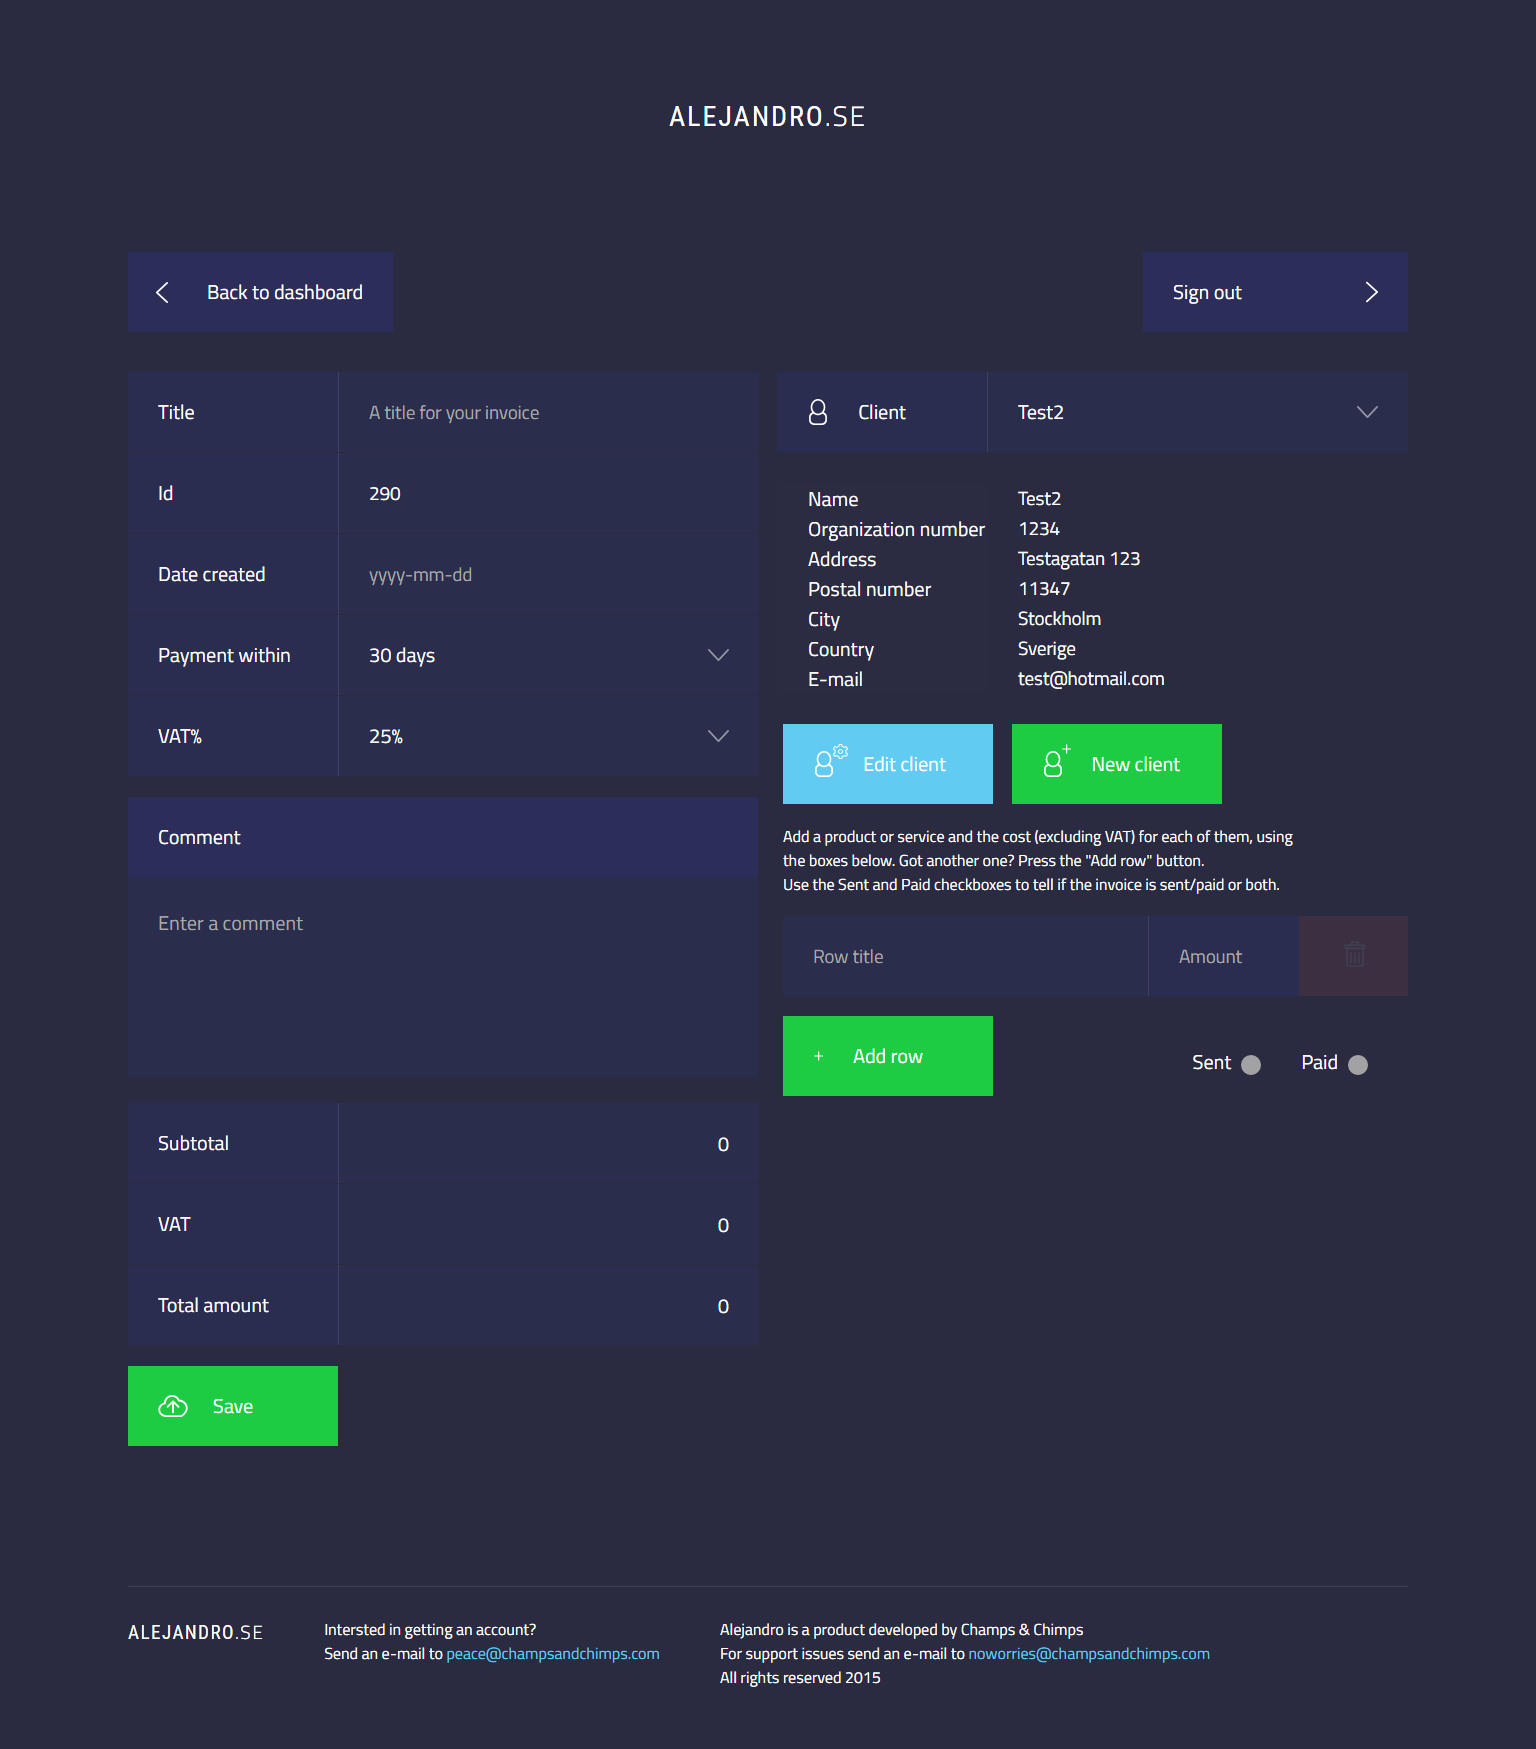 ALEJANDRO.SE
Back to dashboard
Sign out
Title
A title for your invoice
Id
290
Date created
yyyy-mm-dd
Payment within
30 days
VAT%
25%
Comment
Enter a comment
Subtotal
0
VAT
0
Total amount
0
Save
Client
Test2
Name
Test2
Organization number
1234
Address
Testagatan 123
Postal number
11347
City
Stockholm
Country
Sverige
E-mail
test@hotmail.com
Edit client
New client
Add a product or service and the cost (excluding VAT) for each of them, using
the boxes below. Got another one? Press the "Add row" button.
Use the Sent and Paid checkboxes to tell if the invoice is sent/paid or both.
Row title
Amount
+ Add row
Sent
Paid
ALEJANDRO.SE
Intersted in getting an account?
Send an e-mail to peace@champsandchimps.com
Alejandro is a product developed by Champs & Chimps
For support issues send an e-mail to noworries@champsandchimps.com
All rights reserved 2015